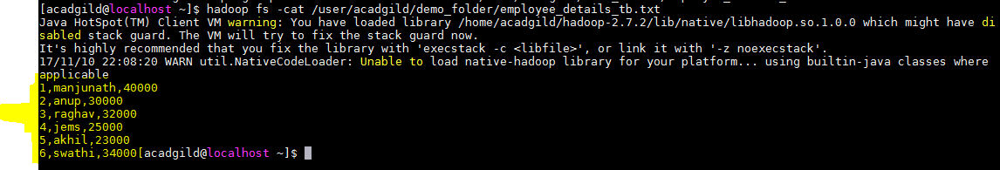 [acadgild@localhost ~]$ hadoop fs -cat /user/acadgild/demo_folder/employee_details_tb.txt
Java HotSpot(TM) Client VM warning: You have loaded library /home/acadgild/hadoop-2.7.2/lib/native/libhadoop.so.1.0.0 which might have di
sabled stack guard. The VM will try to fix the stack guard now.
It's highly recommended that you fix the library with 'execstack -c <libfile>', or link it with '-z noexecstack'.
17/11/10 22:08:20 WARN util.NativeCodeLoader: Unable to load native-hadoop library for your platform... using builtin-java classes where
applicable
1,manjunath,40000
2,anup,30000
3,raghav,32000
4,jems,25000
5,akhil,23000
6,swathi,34000[acadgild@localhost ~]$